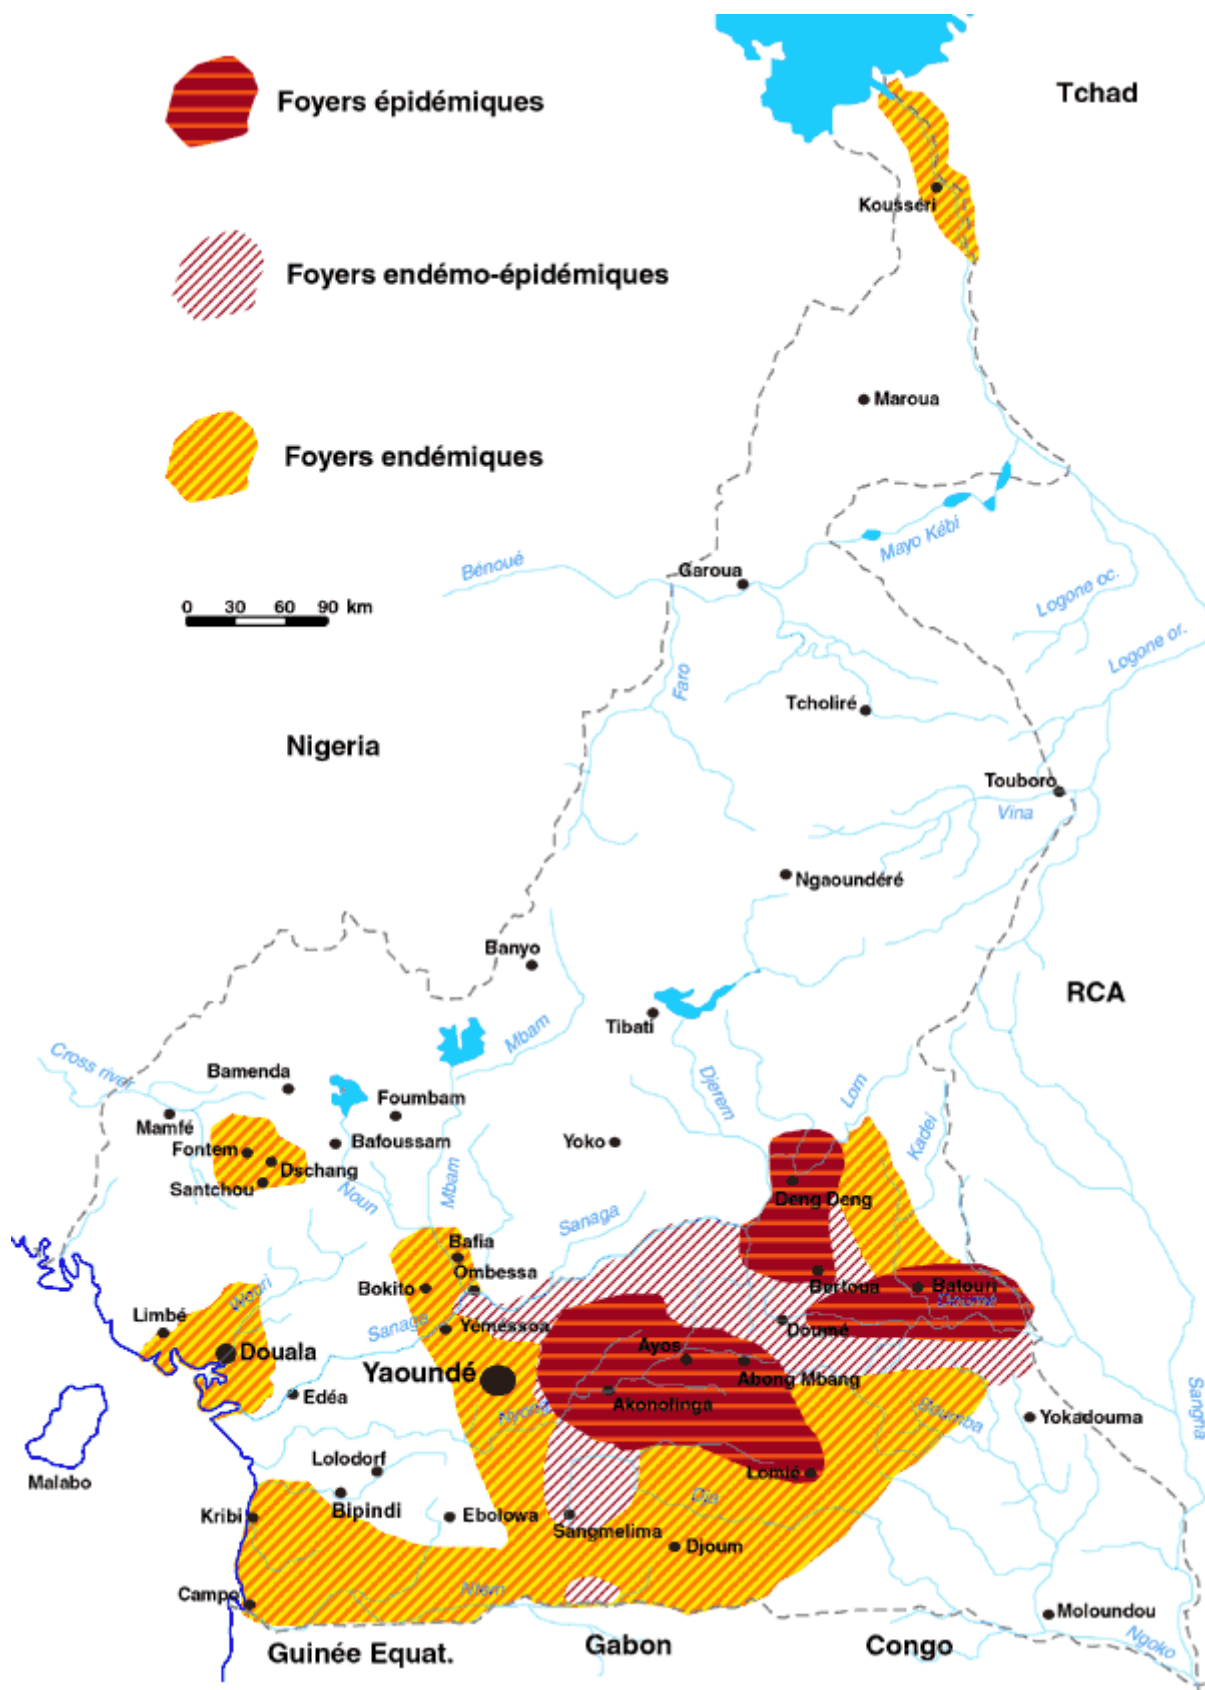 Foyers épidémiques
Tchad
Kousséri
Foyers endémo-épidémiques
Maroua
Foyers endémiques
Mayo Kébi
Bénoué
Garoua
0 30 60 90 km
Logone oc.
Logone or.
Faro
Tcholiré
Nigeria
Touboro
Vina
Ngaoundéré
Banyo
RCA
Tibati
Mbam
Cross river
Bamenda
Foumbam
Djerem
Lom
Kadei
Mamfé
Bafoussam
Yoko
Fontem
Dschang
Santchou
Noun
Mbam
Deng Deng
Sanaga
Bafia
Ombessa
Bokito
Bertoua
Batouri
Doumé
Wouri
Limbé
Sanaga
Yémessoa
Doumé
Douala
Ayos
Yaoundé
Abong Mbang
Edéa
Akonolinga
Nyong
Boumba
Yokadouma
Sangha
Lolodorf
Lomié
Malabo
Bipindi
Dja
Kribi
Ebolowa
Sangmelima
Djoum
Campo
Ntem
Moloundou
Guinée Equat.
Gabon
Congo
Ngoko